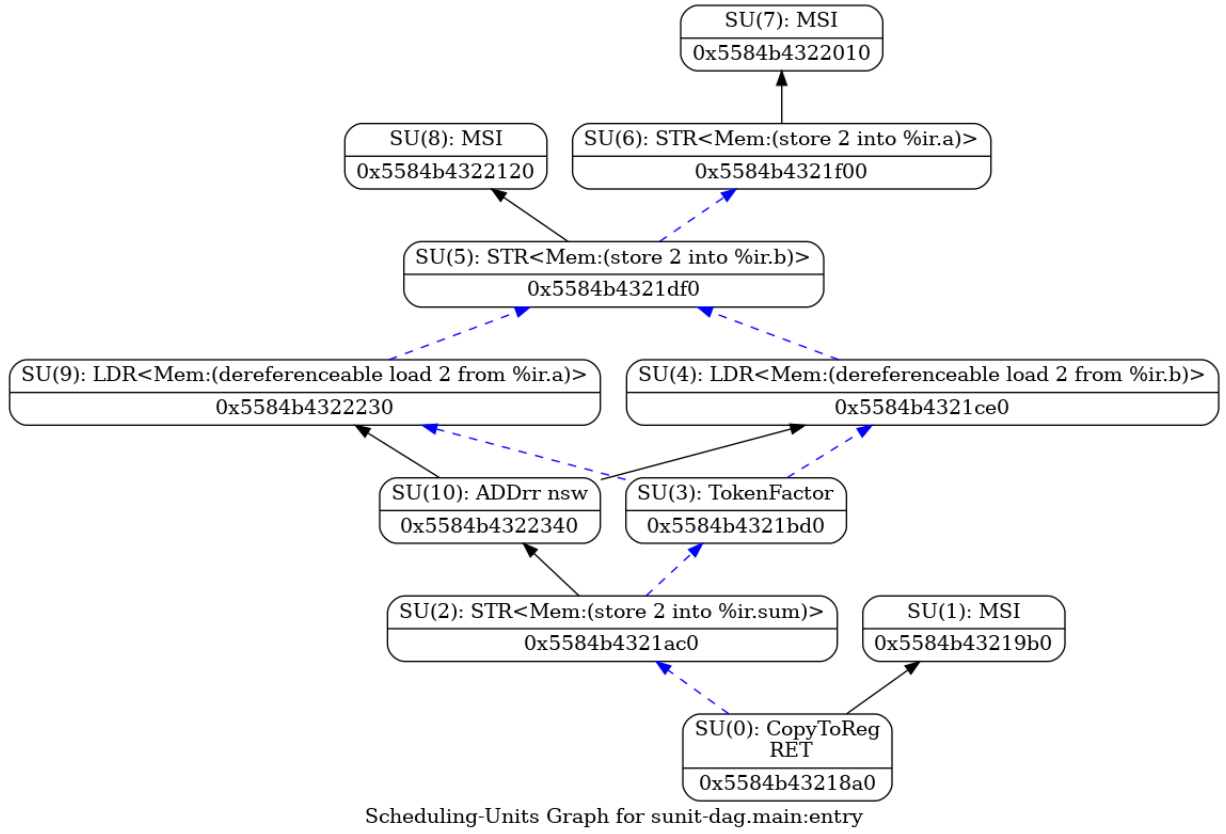 SU(7): MSI
0x5584b4322010
SU(8): MSI
0x5584b4322120
SU(6): STR<Mem:(store 2 into %ir.a)>
0x5584b4321f00
SU(5): STR<Mem:(store 2 into %ir.b)>
0x5584b4321df0
SU(9): LDR<Mem:(dereferenceable load 2 from %ir.a)>
0x5584b4322230
SU(4): LDR<Mem:(dereferenceable load 2 from %ir.b)>
0x5584b4321ce0
SU(10): ADDrr nsw
0x5584b4322340
SU(3): TokenFactor
0x5584b4321bd0
SU(2): STR<Mem:(store 2 into %ir.sum)>
0x5584b4321ac0
SU(1): MSI
0x5584b43219b0
SU(0): CopyToReg
RET
0x5584b43218a0
Scheduling-Units Graph for sunit-dag.main:entry